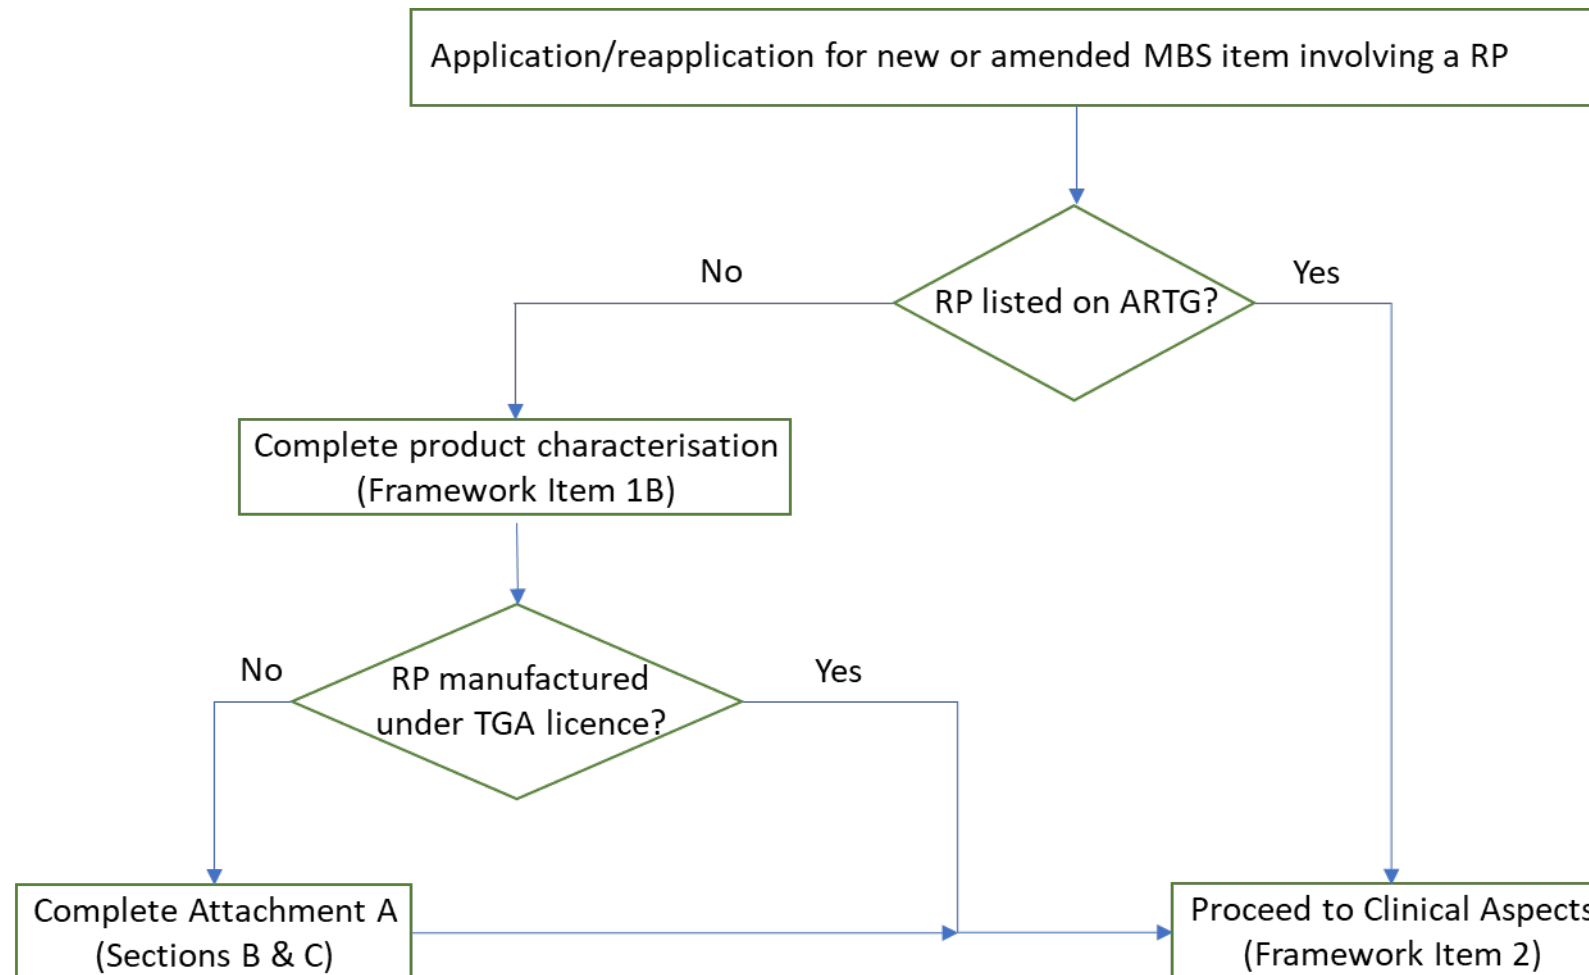 Application/reapplication for new or amended MBS item involving a RP
No
Yes
RP listed on ARTG?
Complete product characterisation
(Framework Item 1B)
No
Yes
RP manufactured
under TGA licence?
Complete Attachment A
(Sections B & C)
Proceed to Clinical Aspects
(Framework Item 2)